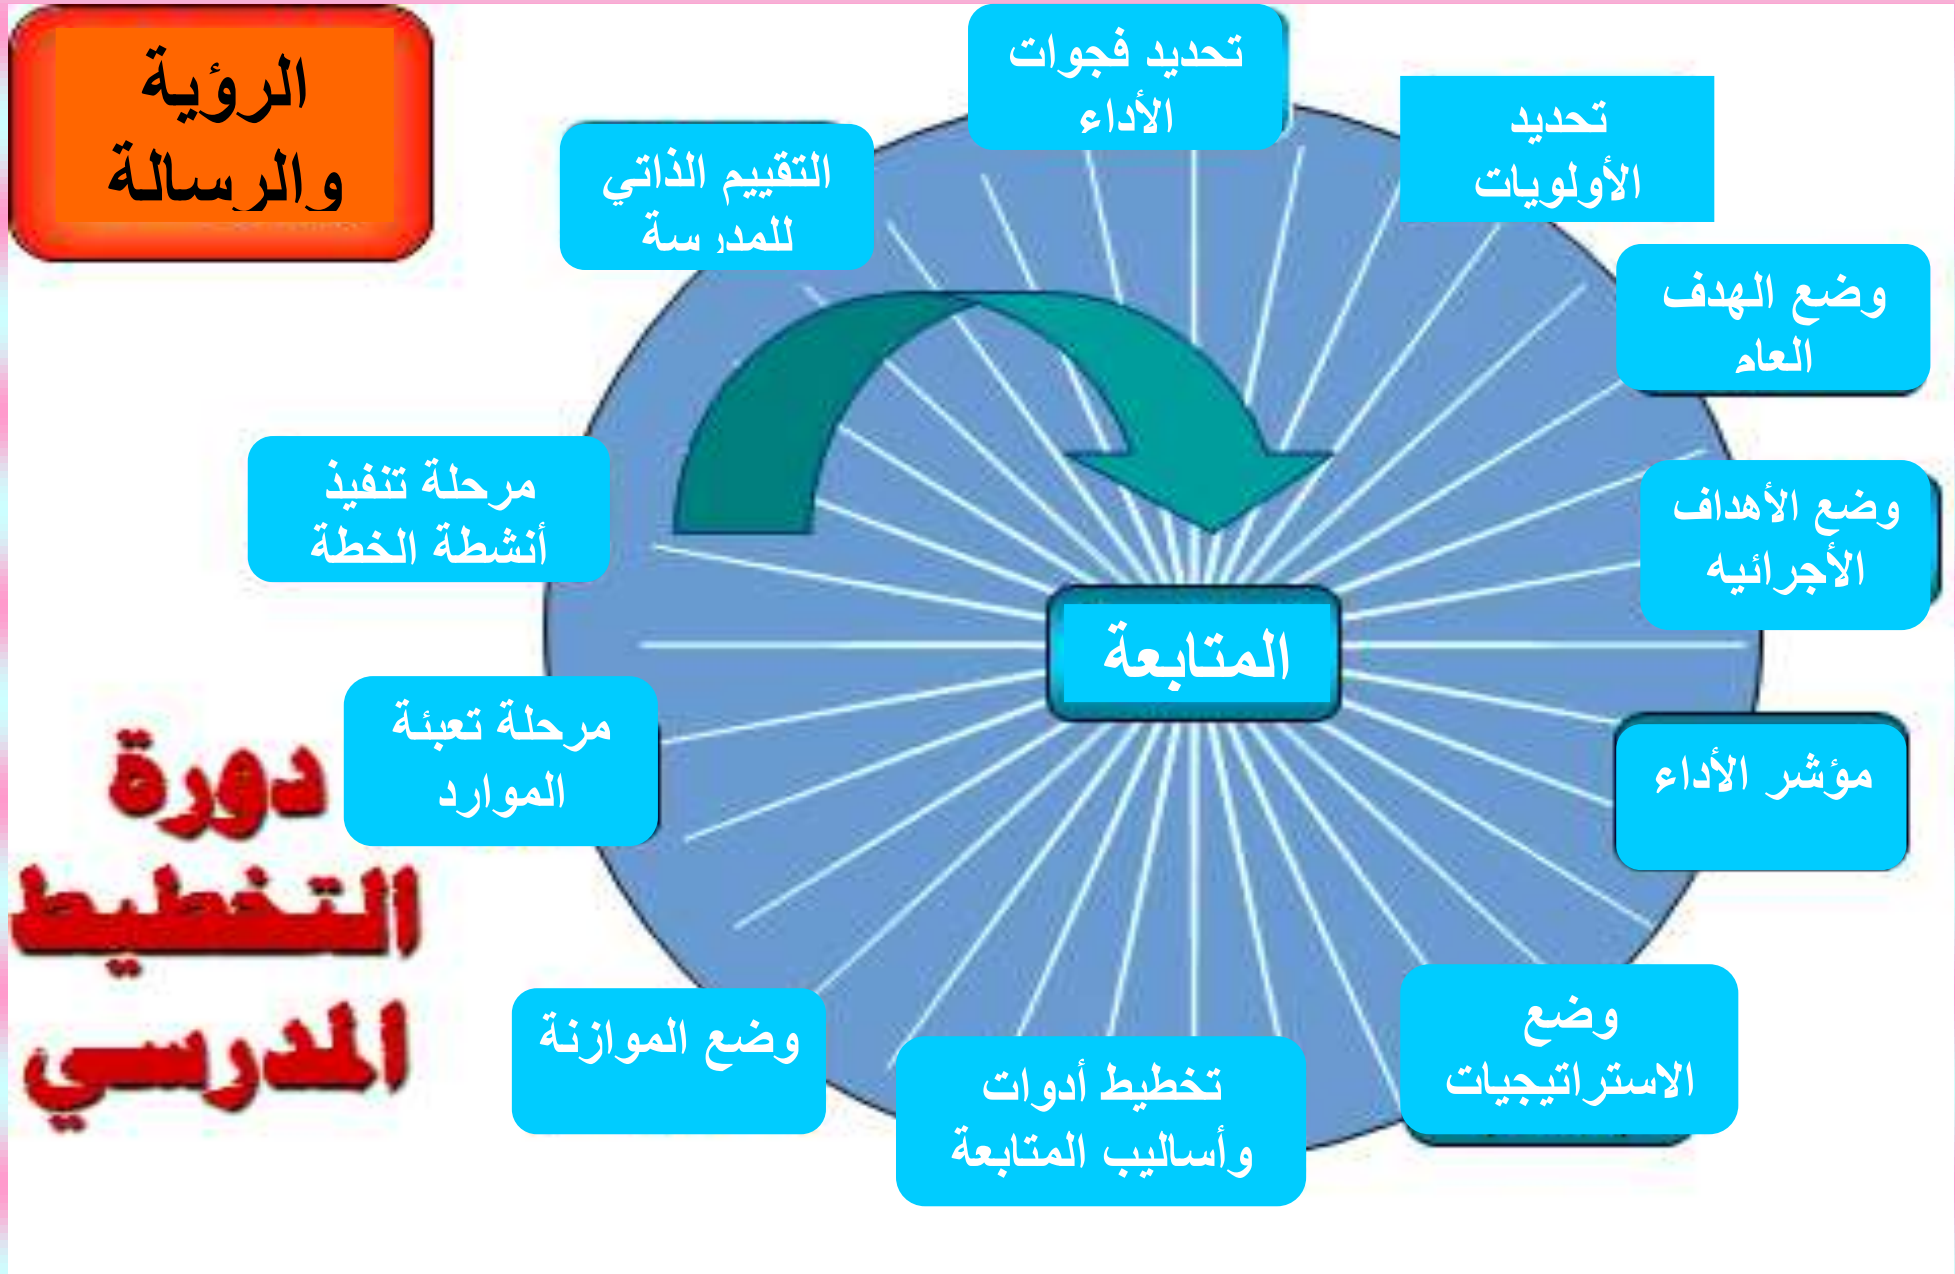 الرؤية
والرسالة
تحديد فجوات
الأداء
تحديد
الأولويات
وضع الهدف
العام
وضع الأهداف
الأجرائيه
مؤشر الأداء
وضع
الاستراتيجيات
تخطيط أدوات
وأساليب المتابعة
وضع الموازنة
مرحلة تعبئة
الموارد
مرحلة تنفيذ
أنشطة الخطة
التقييم الذاتي
للمدرسة
المتابعة
دورة
التخطيط
المدرسي